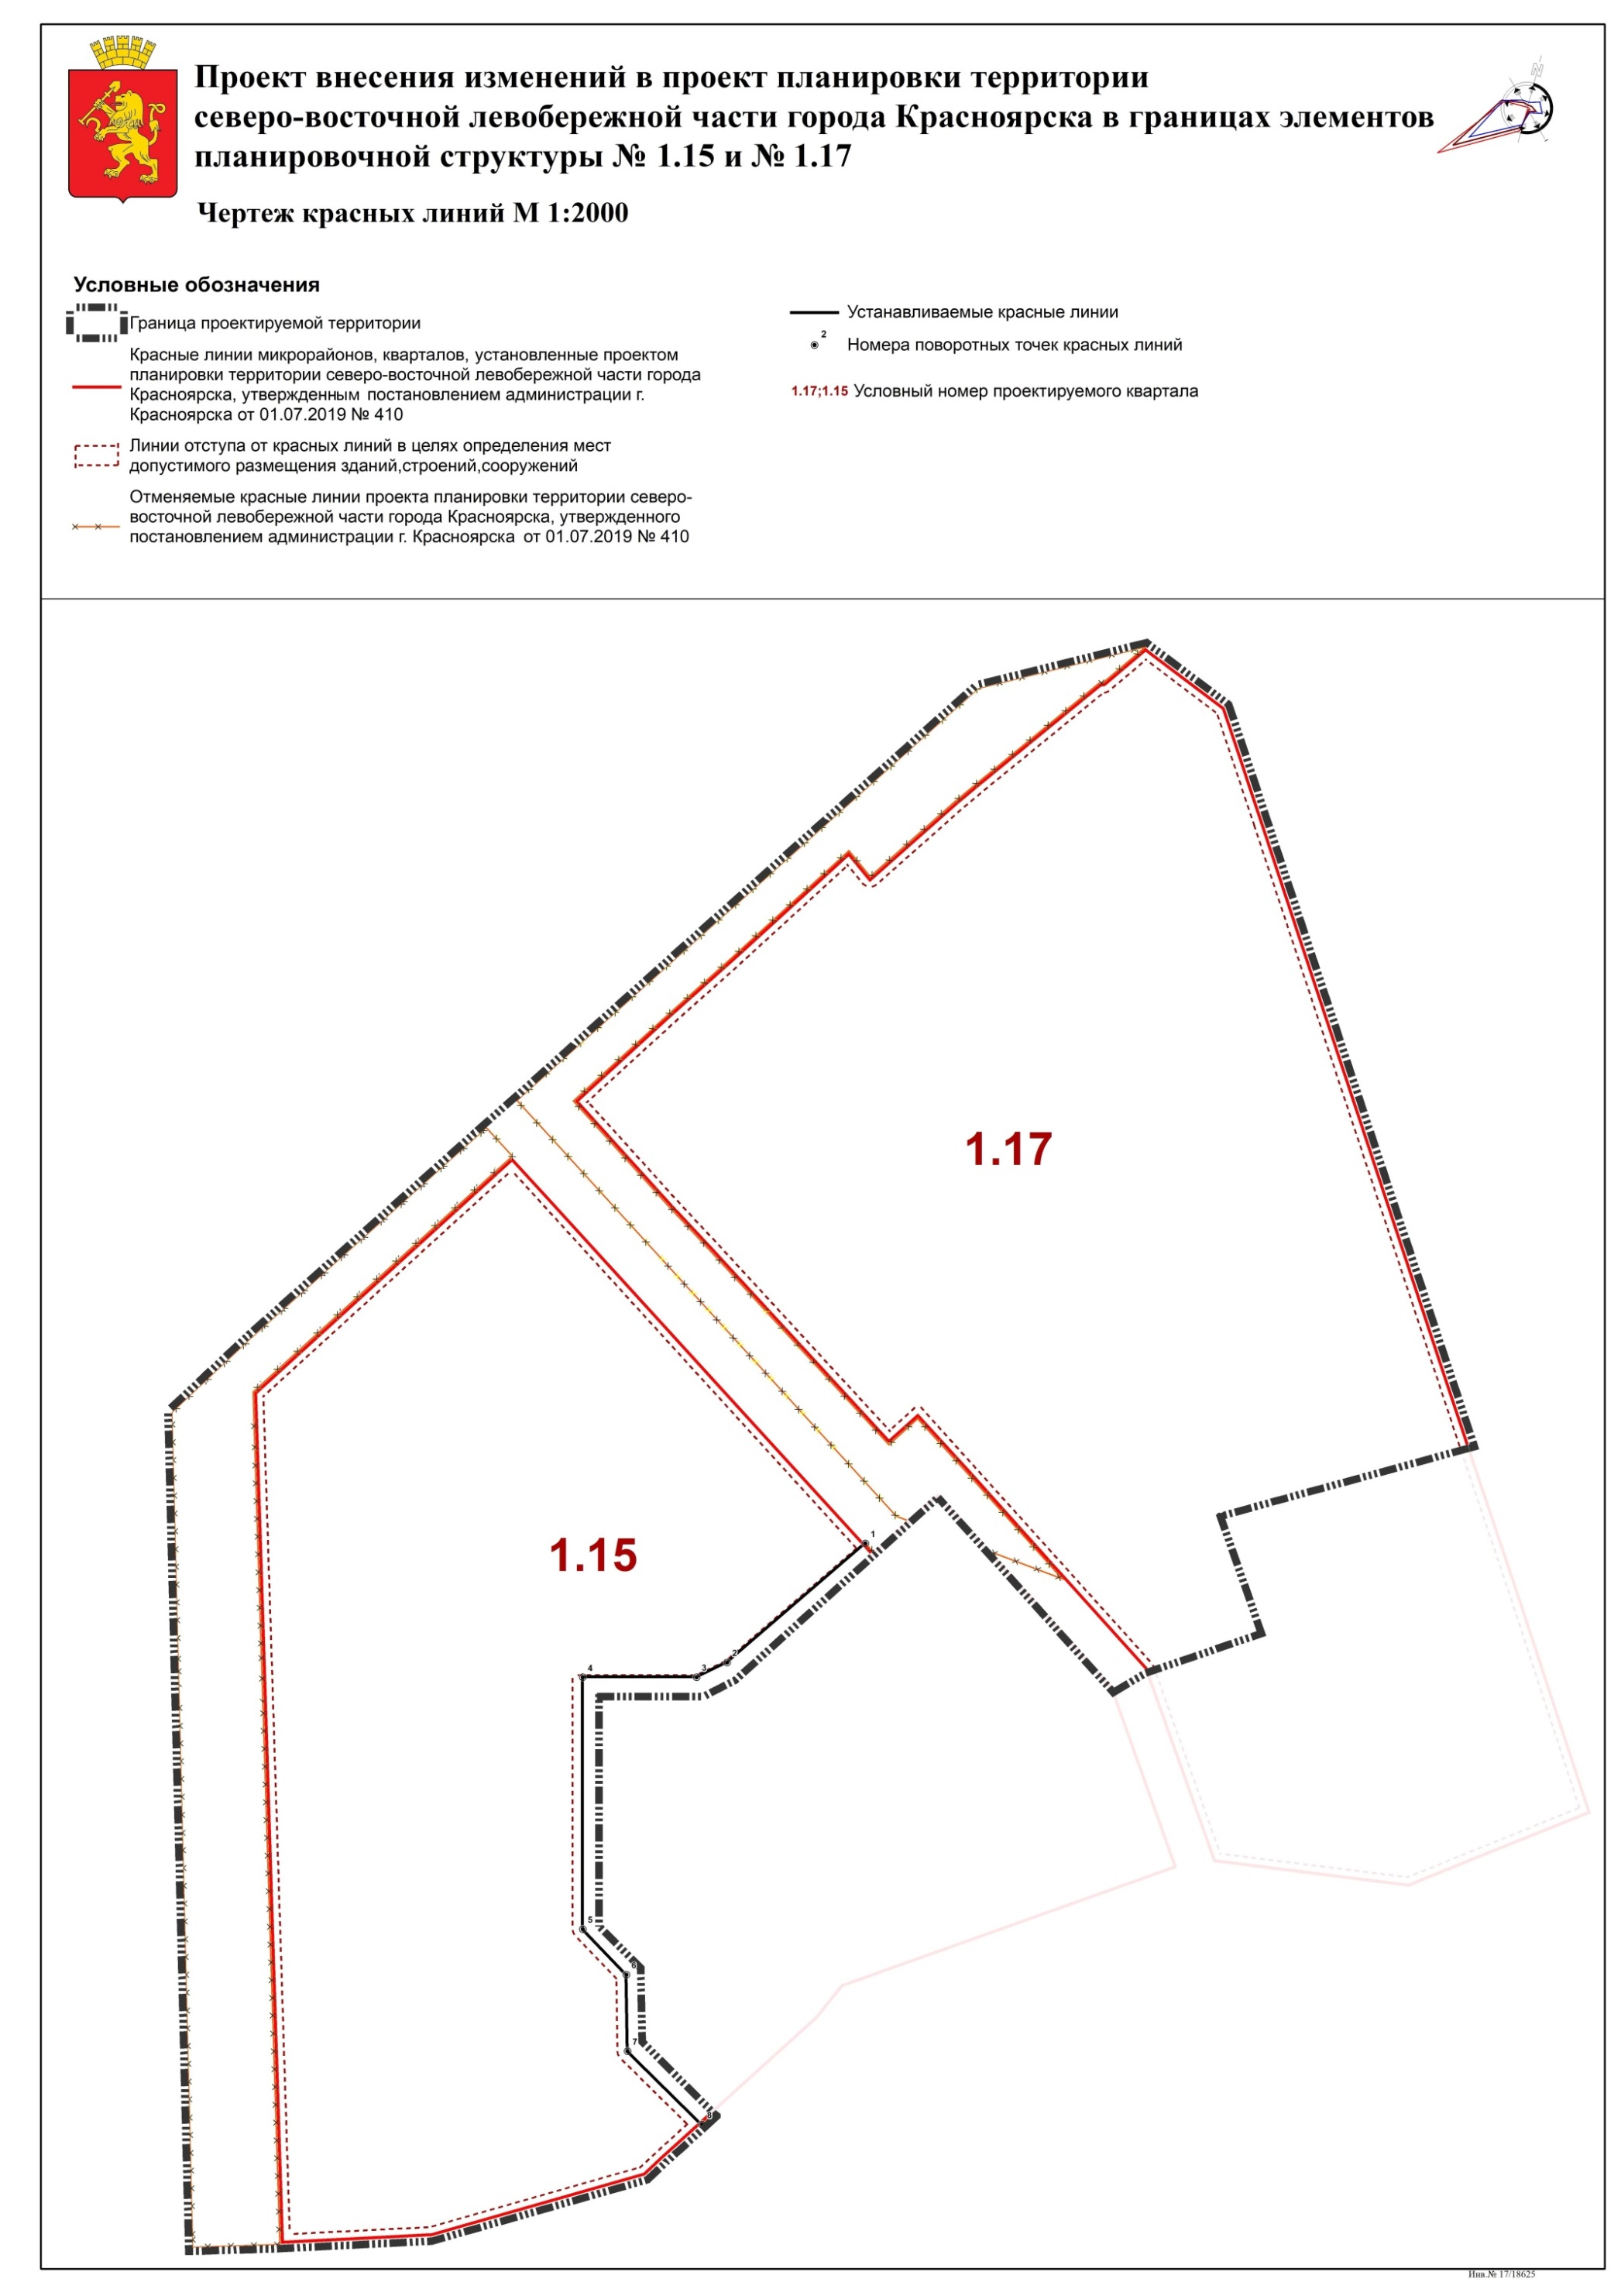 Проект внесения изменений в проект планировки территории
северо-восточной левобережной части города Красноярска в границах элементов
планировочной структуры № 1.15 и № 1.17
Чертеж красных линий М 1:2000
N
Условные обозначения
Граница проектируемой территории
Красные линии микрорайонов, кварталов, установленные проектом
планировки территории северо-восточной левобережной части города
Красноярска, утвержденным постановлением администрации г.
Красноярска от 01.07.2019 № 410
Линии отступа от красных линий в целях определения мест
допустимого размещения зданий,строений,сооружений
Отменяемые красные линии проекта планировки территории северо-
восточной левобережной части города Красноярска, утвержденного
постановлением администрации г. Красноярска от 01.07.2019 № 410
Устанавливаемые красные линии
2
Номера поворотных точек красных линий
1.17;1.15 Условный номер проектируемого квартала
1.17
1.15
1
2
3
4
5
6
7
8
Инв.№ 17/18625